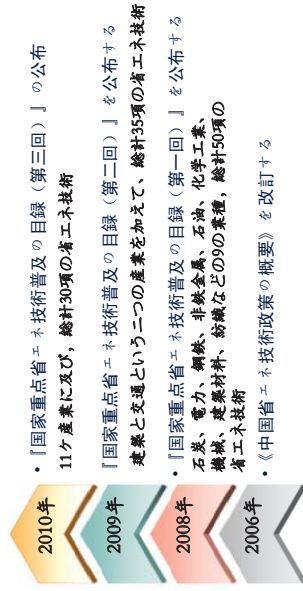 2010年
• 『国家重点省エネ技術普及の目録（第三回）』の公布
11ケ産業に及び，総計30項の省エネ技術
2009年
『国家重点省エネ技術普及の目録（第二回）』を公布する
建築と交通という二つの産業を加えて、総計35項の省エネ技術
2008年
• 『国家重点省エネ技術普及の目録（第一回）』を公布する
石炭、電力、鋼鉄、非鉄金属、石油、化学工業、
機械、建築材料、紡織などの9の業種，総計50項の
省エネ技術
2006年
• 《中国省エネ技術政策の概要》を改訂する